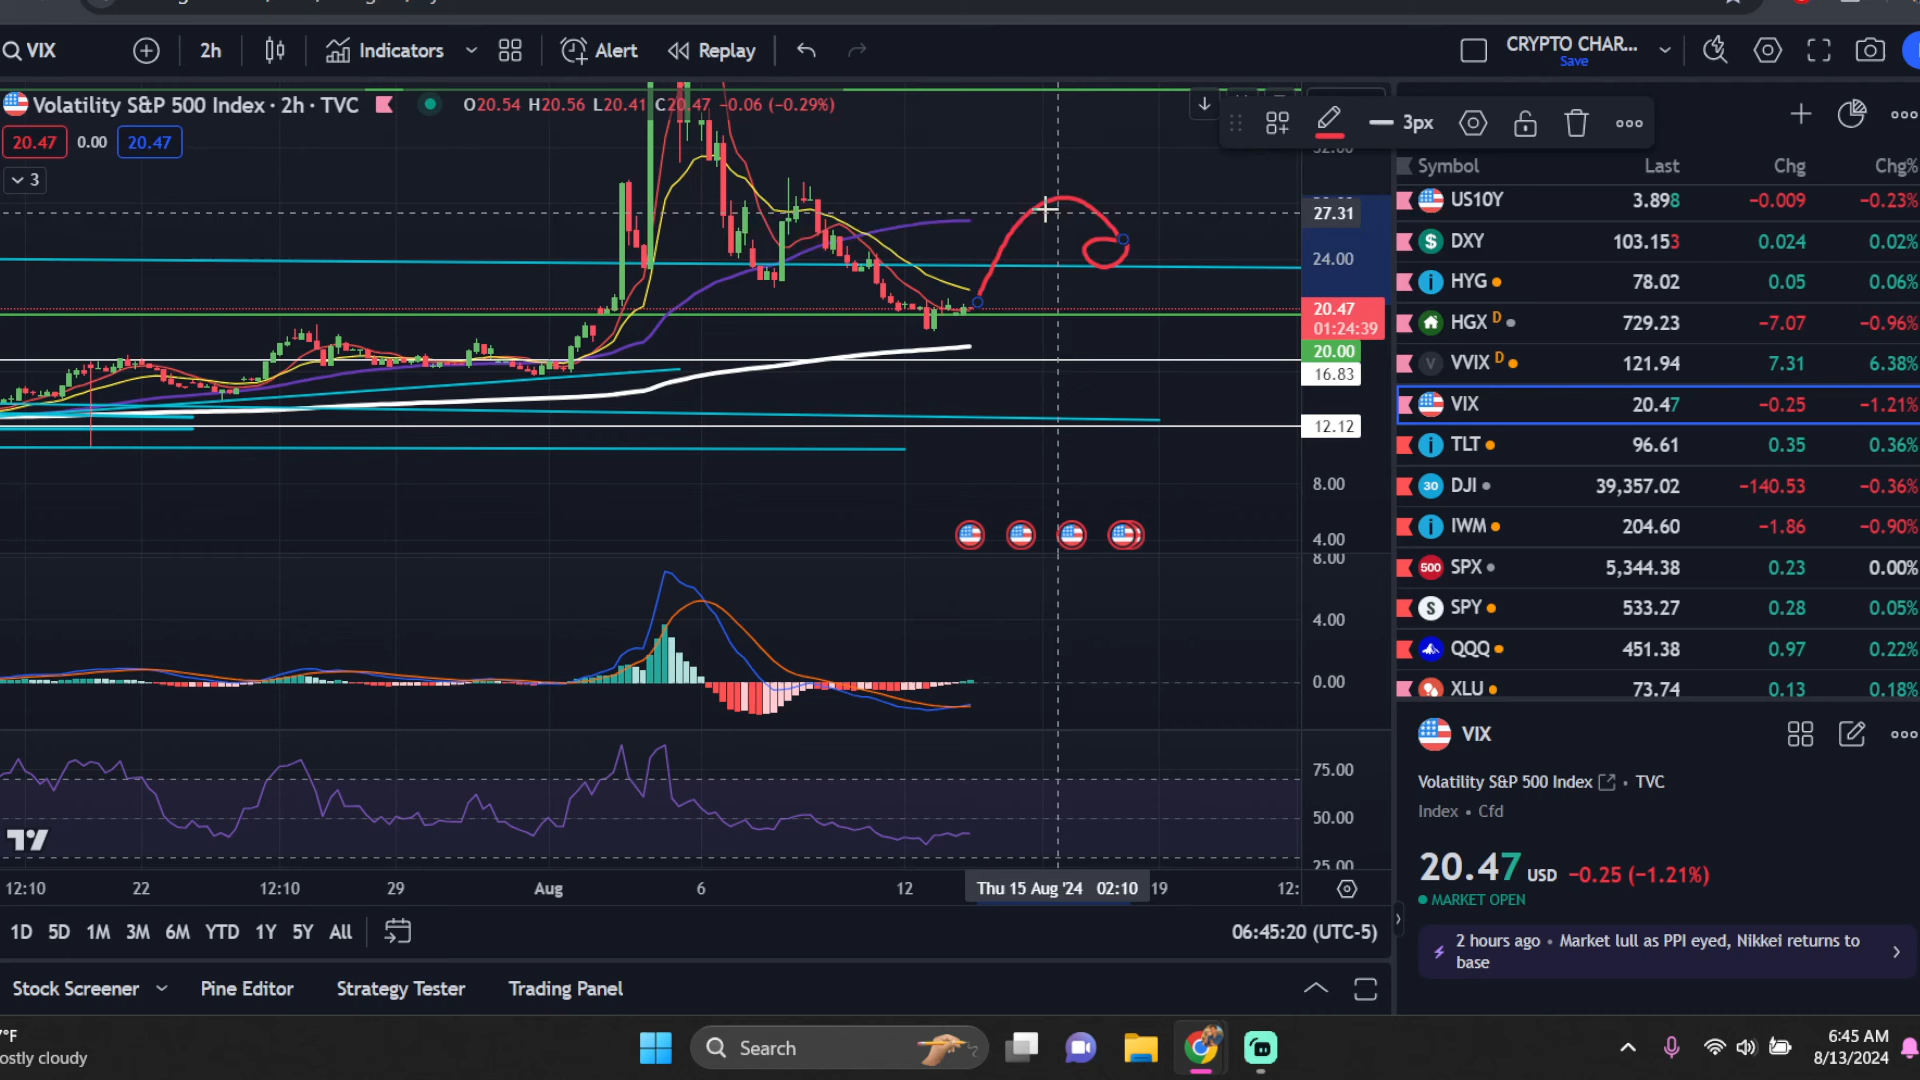 VIX
2h
Indicators
Alert
Replay
CRYPTO CHAR...
Save
Volatility S&P 500 Index · 2h · TVC
O20.54 H20.56 L20.41 C20.47 -0.06 (-0.29%)
20.47 0.00 20.47
3
3px
27.31
24.00
20.47
01:24:39
20.00
16.83
12.12
8.00
4.00
8.00
4.00
0.00
75.00
50.00
25.00
12:10 22 12:10 29 Aug 6 12 Thu 15 Aug '24 02:10 19 12:
1D 5D 1M 3M 6M YTD 1Y 5Y All
06:45:20 (UTC-5)
Stock Screener Pine Editor Strategy Tester Trading Panel
Symbol Last Chg Chg%
US10Y 3.898 -0.009 -0.23%
DXY 103.153 0.024 0.02%
HYG 78.02 0.05 0.06%
HGX D 729.23 -7.07 -0.96%
VVIX D 121.94 7.31 6.38%
VIX 20.47 -0.25 -1.21%
TLT 96.61 0.35 0.36%
30 DJI 39,357.02 -140.53 -0.36%
IWM 204.60 -1.86 -0.90%
500 SPX 5,344.38 0.23 0.00%
SPY 533.27 0.28 0.05%
QQQ 451.38 0.97 0.22%
XLU 73.74 0.13 0.18%
VIX
Volatility S&P 500 Index · TVC
Index • Cfd
20.47 USD -0.25 (-1.21%)
MARKET OPEN
2 hours ago • Market lull as PPI eyed, Nikkei returns to
base
°F
ostly cloudy
Search
6:45 AM
8/13/2024